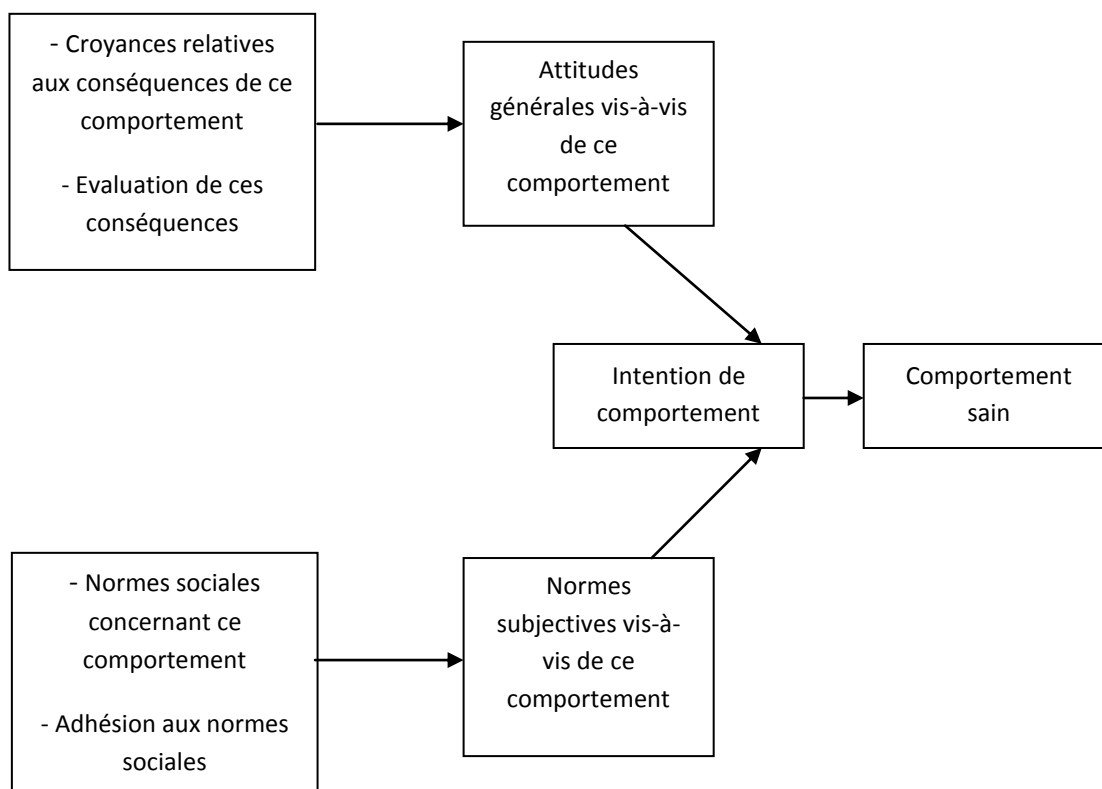 - Croyances relatives
aux conséquences de ce
comportement
- Evaluation de ces
conséquences
Attitudes
générales vis-à-vis
de ce
comportement
Intention de
comportement
Comportement
sain
- Normes sociales
concernant ce
comportement
- Adhésion aux normes
sociales
Normes
subjectives vis-à-
vis de ce
comportement